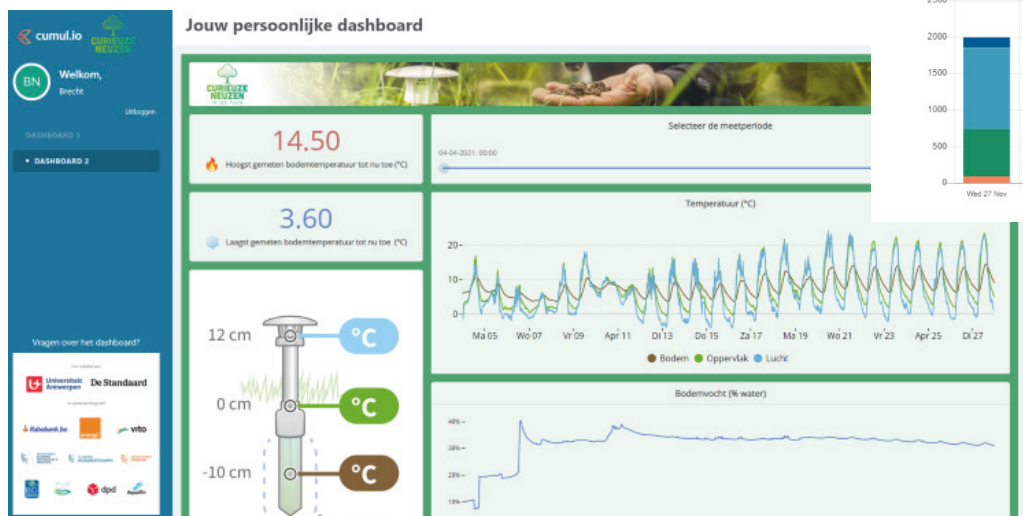 cumul.io
CURIEUZE
NEUZEN
BN
Welkom,
Brecht
Uitloggen
DASHBOARD 1
• DASHBOARD 2
Vragen over het dashboard?
Universiteit
Antwerpen
De Standaard
Rabobank.be
orange
vito
dpd
Aquafin
Jouw persoonlijke dashboard
CURIEUZE
NEUZEN
IN DE TUIN
14.50
Hoogst gemeten bodemtemperatuur tot nu toe (°C)
3.60
Laagst gemeten bodemtemperatuur tot nu toe (°C)
12 cm
°C
0 cm
°C
-10 cm
°C
Selecteer de meetperiode
04-04-2021, 00:00
Temperatuur (°C)
20
10
0
Ma 05
Wo 07
Vr 09
Apr 11
Di 13
Do 15
Za 17
Ma 19
Wo 21
Vr 23
Apr 25
Di 27
Bodem
Oppervlak
Lucht
Bodemvocht (% water)
40%
30%
20%
10%
2500
2000
1500
1000
500
0
Wed 27 Nov